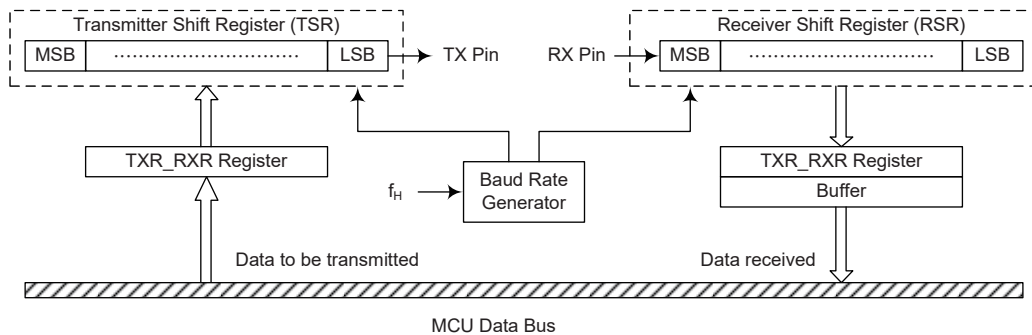 Transmitter Shift Register (TSR)
MSB ................................ LSB
TX Pin
RX Pin
Receiver Shift Register (RSR)
MSB ................................ LSB
TXR_RXR Register
Baud Rate
Generator
fH
TXR_RXR Register
Buffer
Data to be transmitted
Data received
MCU Data Bus